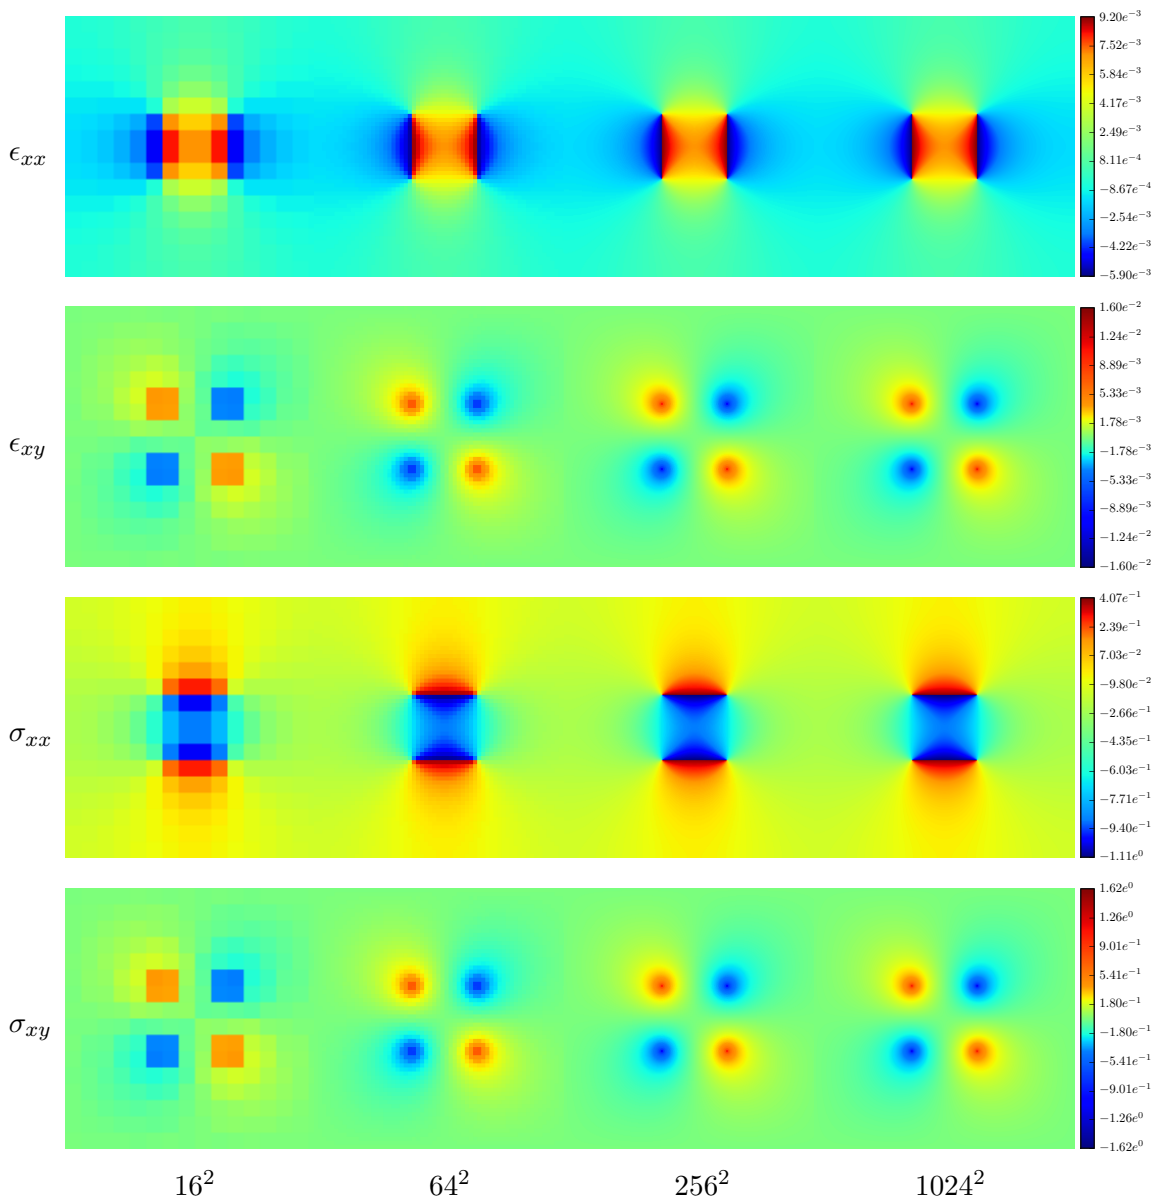 9.20e⁻³
7.52e⁻³
5.84e⁻³
4.17e⁻³
2.49e⁻³
8.11e⁻⁴
−8.67e⁻⁴
−2.54e⁻³
−4.22e⁻³
−5.90e⁻³
ϵxx
1.60e⁻²
1.24e⁻²
8.89e⁻³
5.33e⁻³
1.78e⁻³
−1.78e⁻³
−5.33e⁻³
−8.89e⁻³
−1.24e⁻²
−1.60e⁻²
ϵxy
4.07e⁻¹
2.39e⁻¹
7.03e⁻²
−9.80e⁻²
−2.66e⁻¹
−4.35e⁻¹
−6.03e⁻¹
−7.71e⁻¹
−9.40e⁻¹
−1.11e⁰
σxx
1.62e⁰
1.26e⁰
9.01e⁻¹
5.41e⁻¹
1.80e⁻¹
−1.80e⁻¹
−5.41e⁻¹
−9.01e⁻¹
−1.26e⁰
−1.62e⁰
σxy
16² 64² 256² 1024²